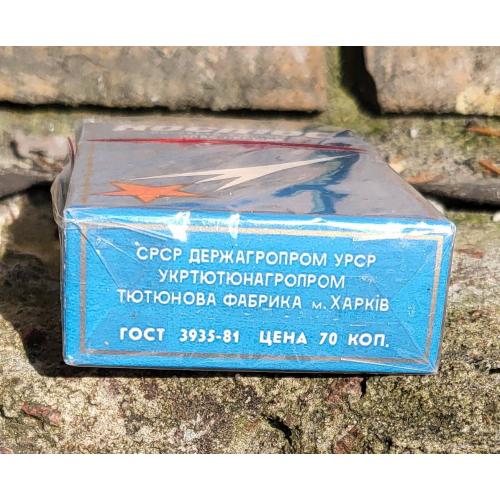 СРСР ДЕРЖАГРОПРОМ УРСР
УКРТЮТЮНАГРОПРОМ
ТЮТЮНОВА ФАБРИКА м. ХАРКІВ
ГОСТ 3935-81 ЦЕНА 70 КОП.